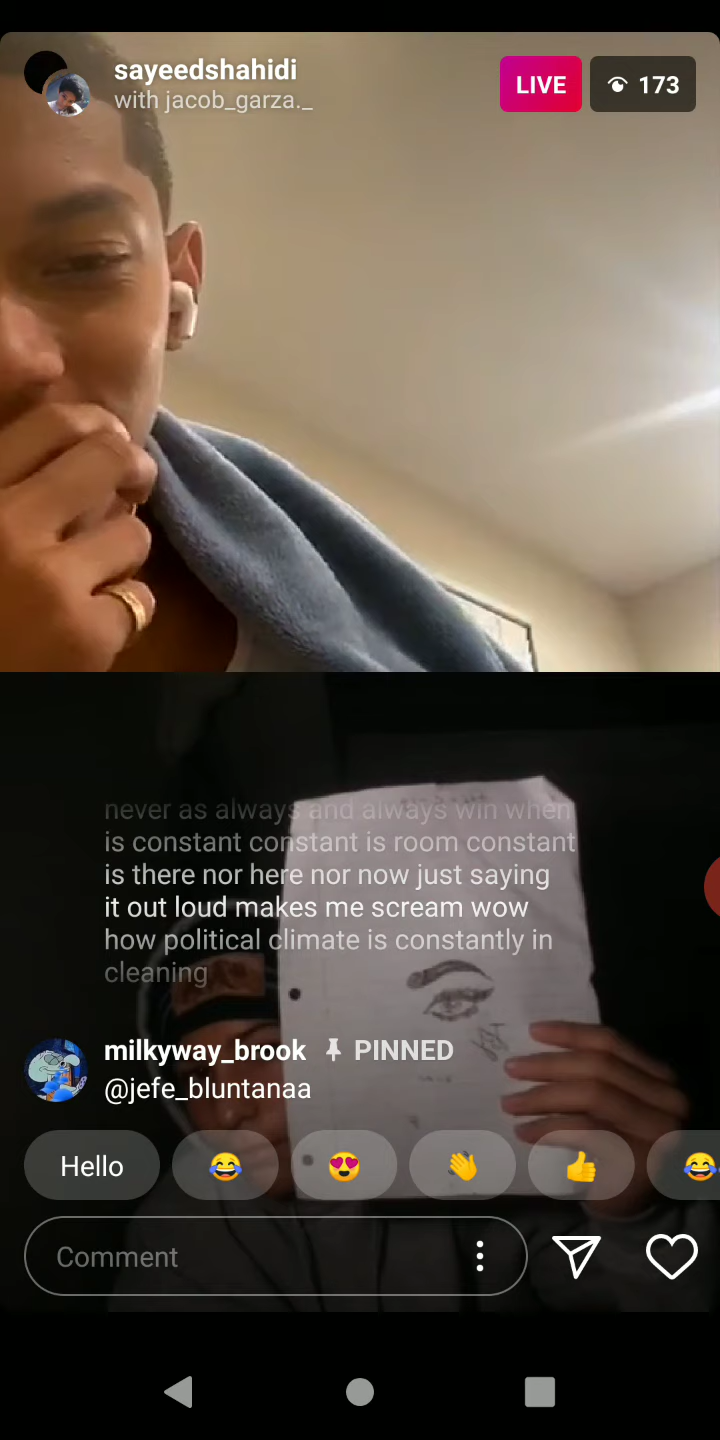 sayeedshahidi
with jacob_garza._
LIVE
173
never as always and always win when
is constant constant is room constant
is there nor here nor now just saying
it out loud makes me scream wow
how political climate is constantly in
cleaning
milkyway_brook PINNED
@jefe_bluntanaa
Hello
Comment